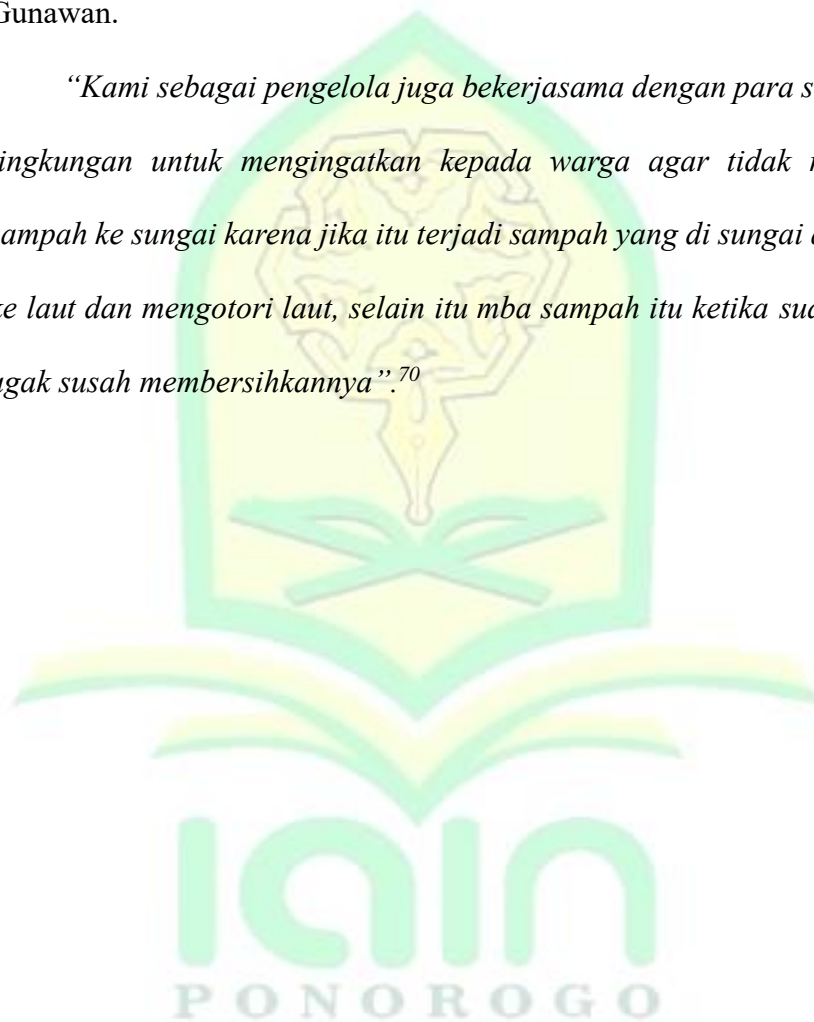 Gunawan.
“Kami sebagai pengelola juga bekerjasama dengan para s
ingkungan untuk mengingatkan kepada warga agar tidak
ampah ke sungai karena jika itu terjadi sampah yang di sungai
ke laut dan mengotori laut, selain itu mba sampah itu ketika
agak susah membersihkannya”.70
iain
PONOROGO